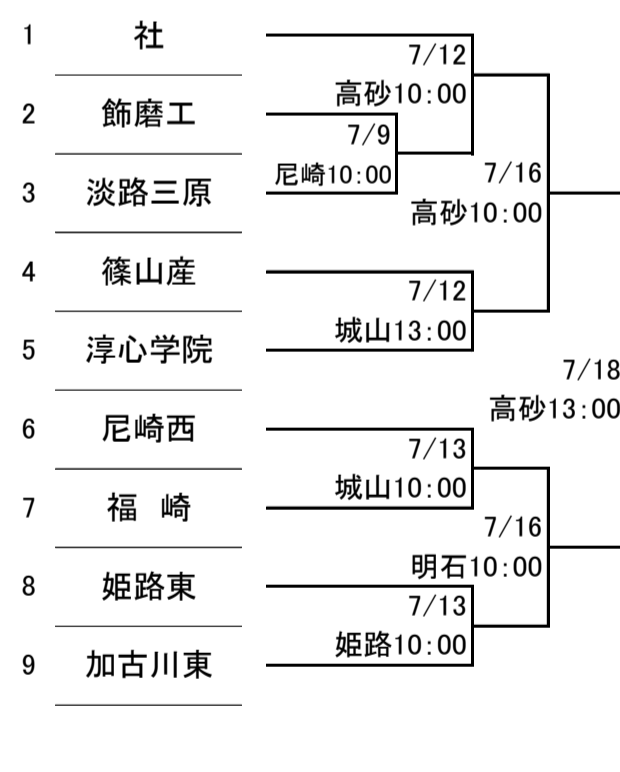 1 社
7/12
高砂10:00
2 飾磨工
7/9
尼崎10:00
3 淡路三原
7/16
高砂10:00
4 篠山産
7/12
城山13:00
5 淳心学院
7/18
高砂13:00
6 尼崎西
7/13
城山10:00
7 福 崎
7/16
明石10:00
8 姫路東
7/13
姫路10:00
9 加古川東